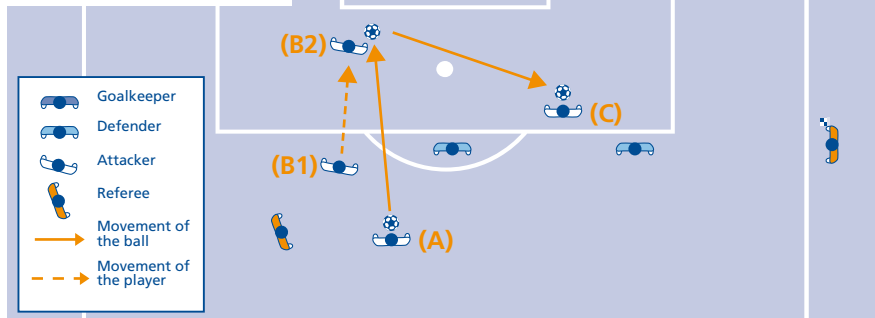 (B2)
(C)
(B1)
(A)
Goalkeeper
Defender
Attacker
Referee
Movement of
the ball
Movement of
the player